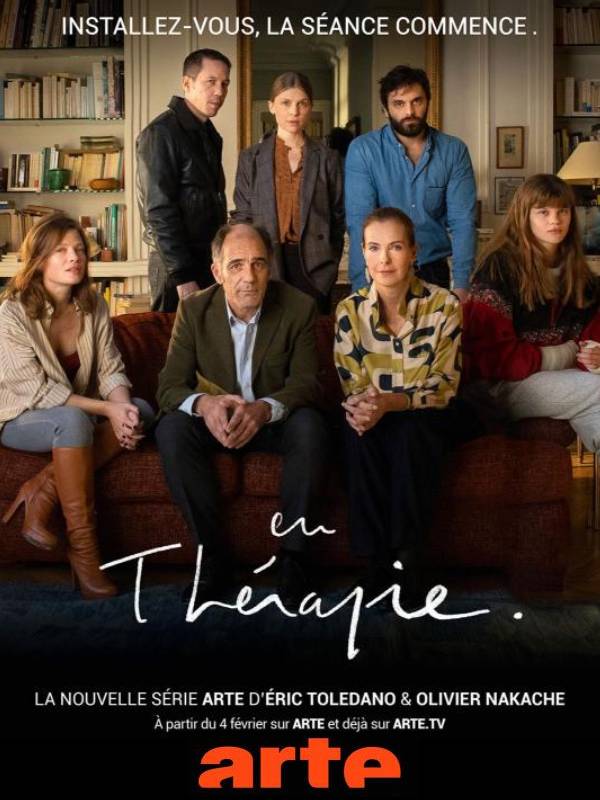 INSTALLEZ-VOUS, LA SÉANCE COMMENCE.
en
Thérapie.
LA NOUVELLE SÉRIE ARTE D'ÉRIC TOLEDANO & OLIVIER NAKACHE
À partir du 4 février sur ARTE et déjà sur ARTE.TV
arte